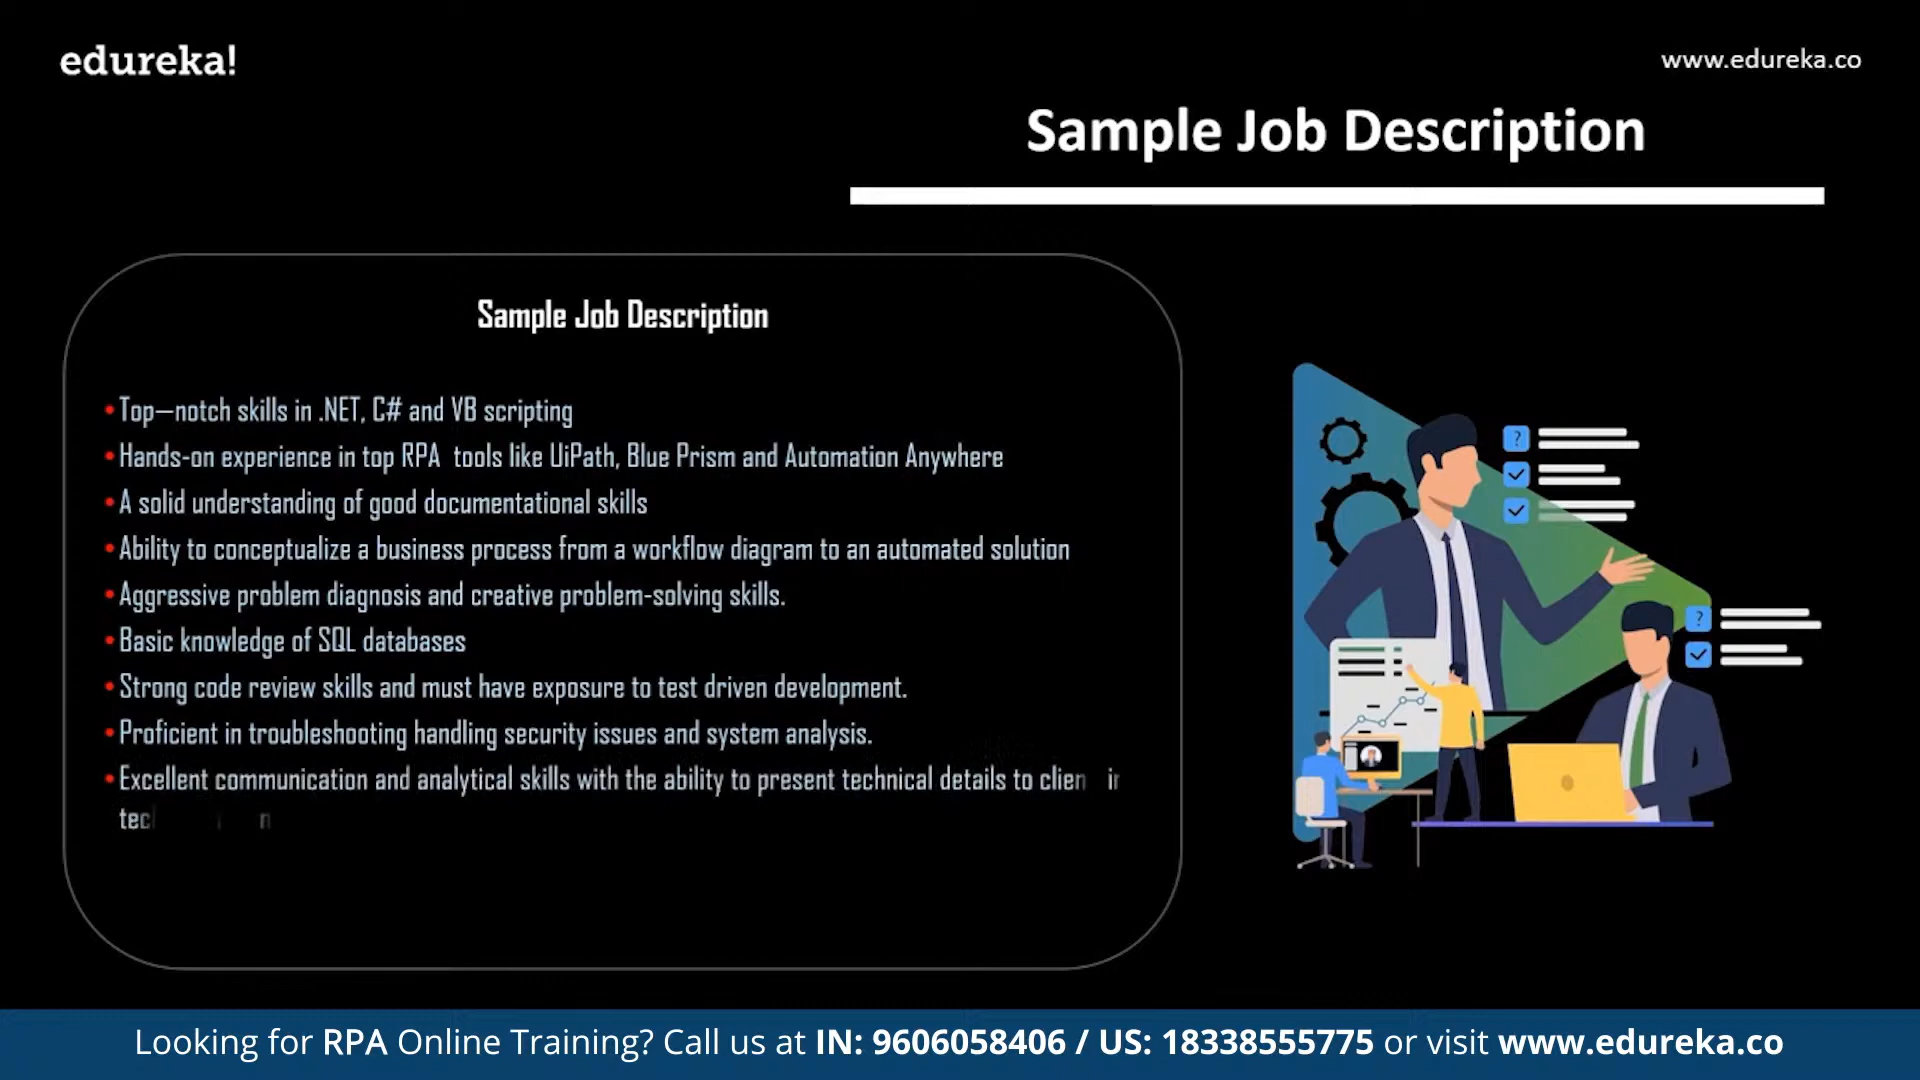 edureka!
www.edureka.co
Sample Job Description
Sample Job Description
•Top—notch skills in .NET, C# and VB scripting
•Hands-on experience in top RPA tools like UiPath, Blue Prism and Automation Anywhere
•A solid understanding of good documentational skills
•Ability to conceptualize a business process from a workflow diagram to an automated solution
•Aggressive problem diagnosis and creative problem-solving skills.
•Basic knowledge of SQL databases
•Strong code review skills and must have exposure to test driven development.
•Proficient in troubleshooting handling security issues and system analysis.
•Excellent communication and analytical skills with the ability to present technical details to
Looking for RPA Online Training? Call us at IN: 9606058406 / US: 18338555775 or visit www.edureka.co